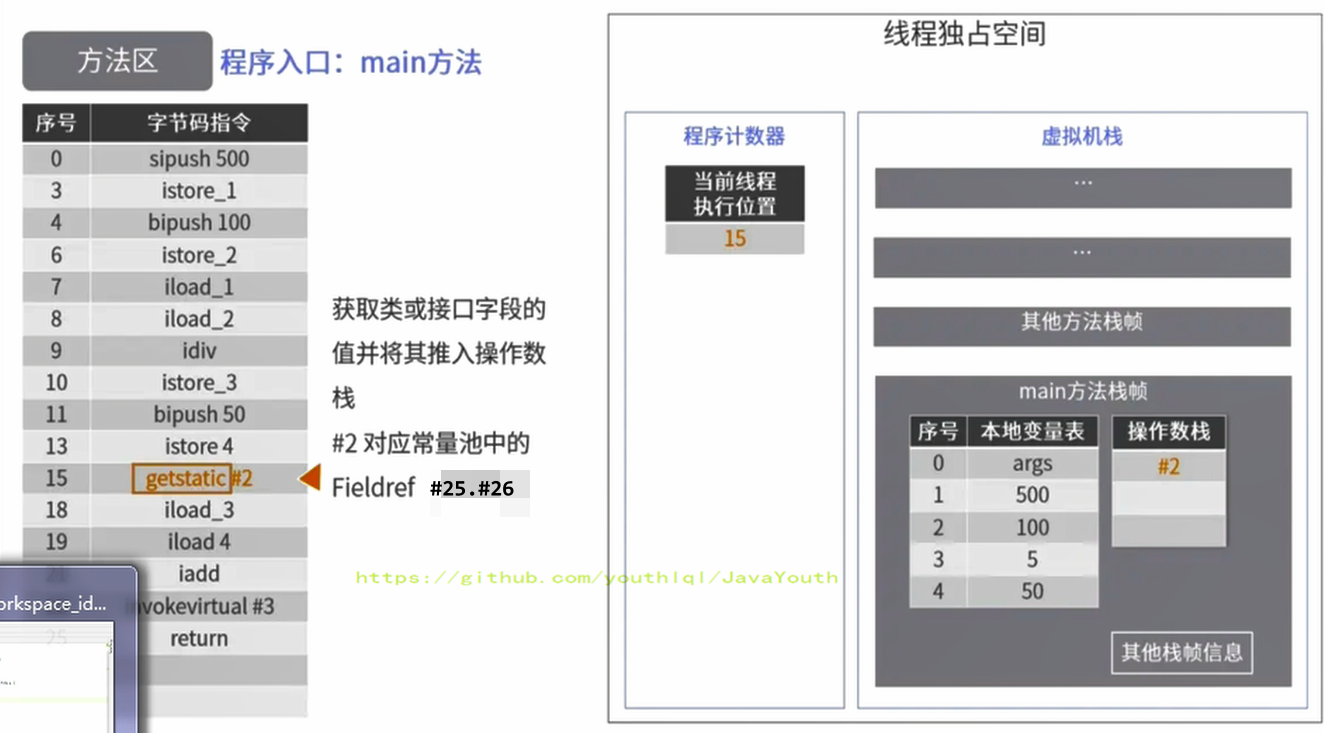 方法区
程序入口：main方法
序号 字节码指令
0 sipush 500
3 istore_1
4 bipush 100
6 istore_2
7 iload_1
8 iload_2
9 idiv
10 istore_3
11 bipush 50
13 istore 4
15 getstatic #2
18 iload_3
19 iload 4
21 iadd
nvokevirtual #3
25 return
orkspace_id...
获取类或接口字段的
值并将其推入操作数
栈
#2 对应常量池中的
Fieldref #25.#26
https://github.com/youthlql/JavaYouth
线程独占空间
程序计数器
当前线程
执行位置
15
虚拟机栈
...
...
其他方法栈帧
main方法栈帧
序号 本地变量表
0 args
1 500
2 100
3 5
4 50
操作数栈
#2
其他栈帧信息